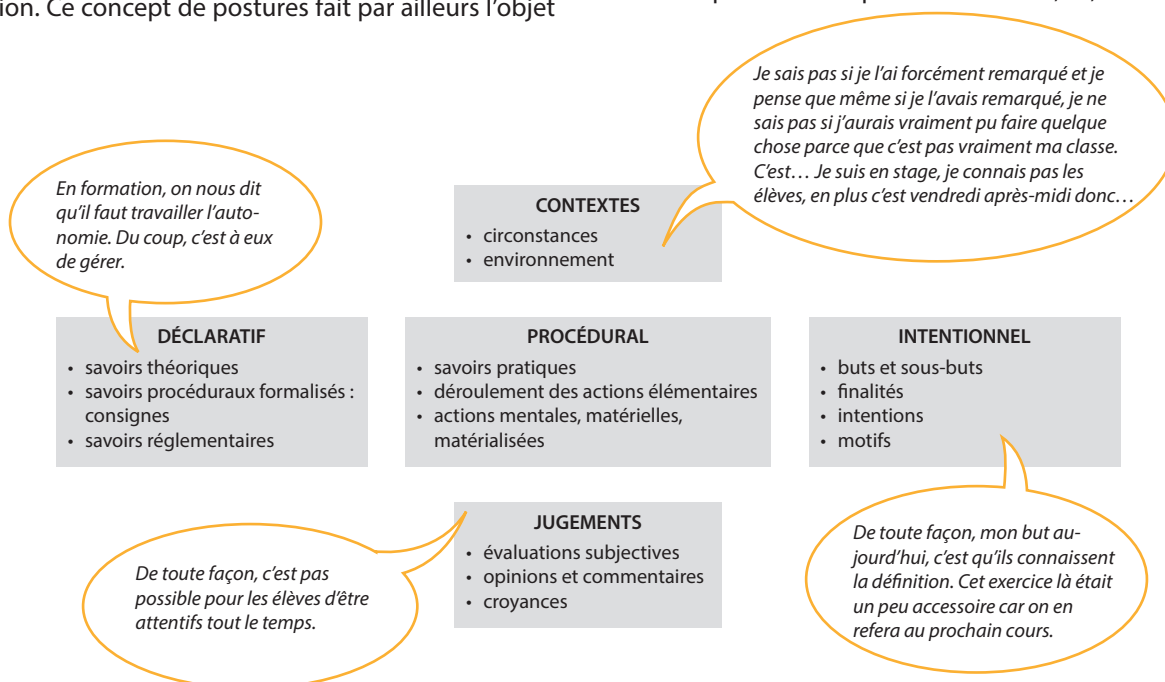 ion. Ce concept de postures fait par ailleurs l’objet
Je sais pas si je l’ai forcément remarqué et je
pense que même si je l’avais remarqué, je ne
sais pas si j’aurais vraiment pu faire quelque
chose parce que c’est pas vraiment ma classe.
C’est… Je suis en stage, je connais pas les
élèves, en plus c’est vendredi après-midi donc…
En formation, on nous dit
qu’il faut travailler l’auto-
nomie. Du coup, c’est à eux
de gérer.
CONTEXTES
• circonstances
• environnement
DÉCLARATIF
• savoirs théoriques
• savoirs procéduraux formalisés :
consignes
• savoirs réglementaires
PROCÉDURAL
• savoirs pratiques
• déroulement des actions élémentaires
• actions mentales, matérielles,
matérialisées
INTENTIONNEL
• buts et sous-buts
• finalités
• intentions
• motifs
JUGEMENTS
• évaluations subjectives
• opinions et commentaires
• croyances
De toute façon, c’est pas
possible pour les élèves d’être
attentifs tout le temps.
De toute façon, mon but au-
jourd’hui, c’est qu’ils connaissent
la définition. Cet exercice là était
un peu accessoire car on en
refera au prochain cours.